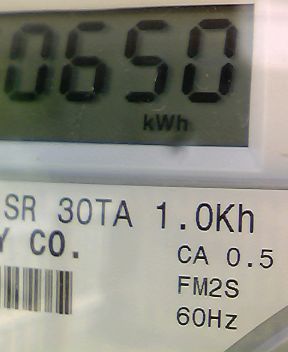 0650
kWh
SR 30TA 1.0Kh
Y CO.
CA 0.5
FM2S
60Hz